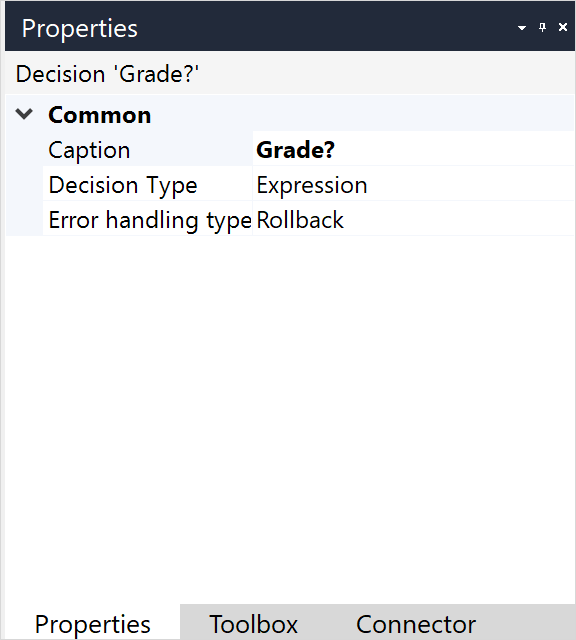 Properties
Decision 'Grade?'
Common
Caption Grade?
Decision Type Expression
Error handling type Rollback
Properties Toolbox Connector